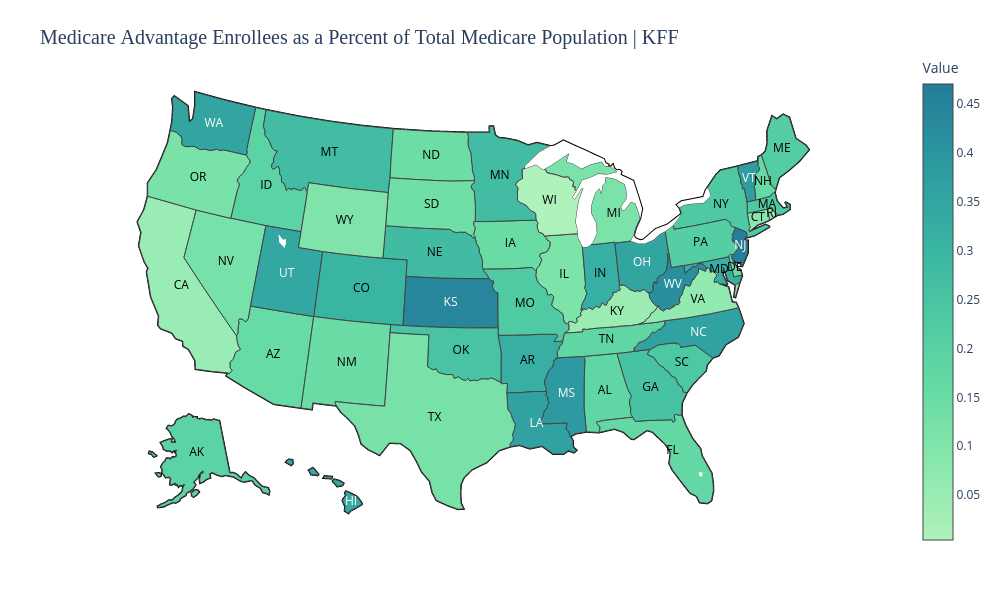 Medicare Advantage Enrollees as a Percent of Total Medicare Population | KFF
Value
0.45
0.4
0.35
0.3
0.25
0.2
0.15
0.1
0.05
WA
MT
ND
MN
ME
OR
ID
SD
WI
MI
VT
NH
WY
NY
MA
CT
RI
NV
NE
IA
PA
NJ
CA
UT
CO
KS
IL
IN
OH
MD
DE
WV
VA
MO
KY
AZ
NM
OK
AR
TN
NC
SC
TX
LA
MS
AL
GA
FL
AK
HI